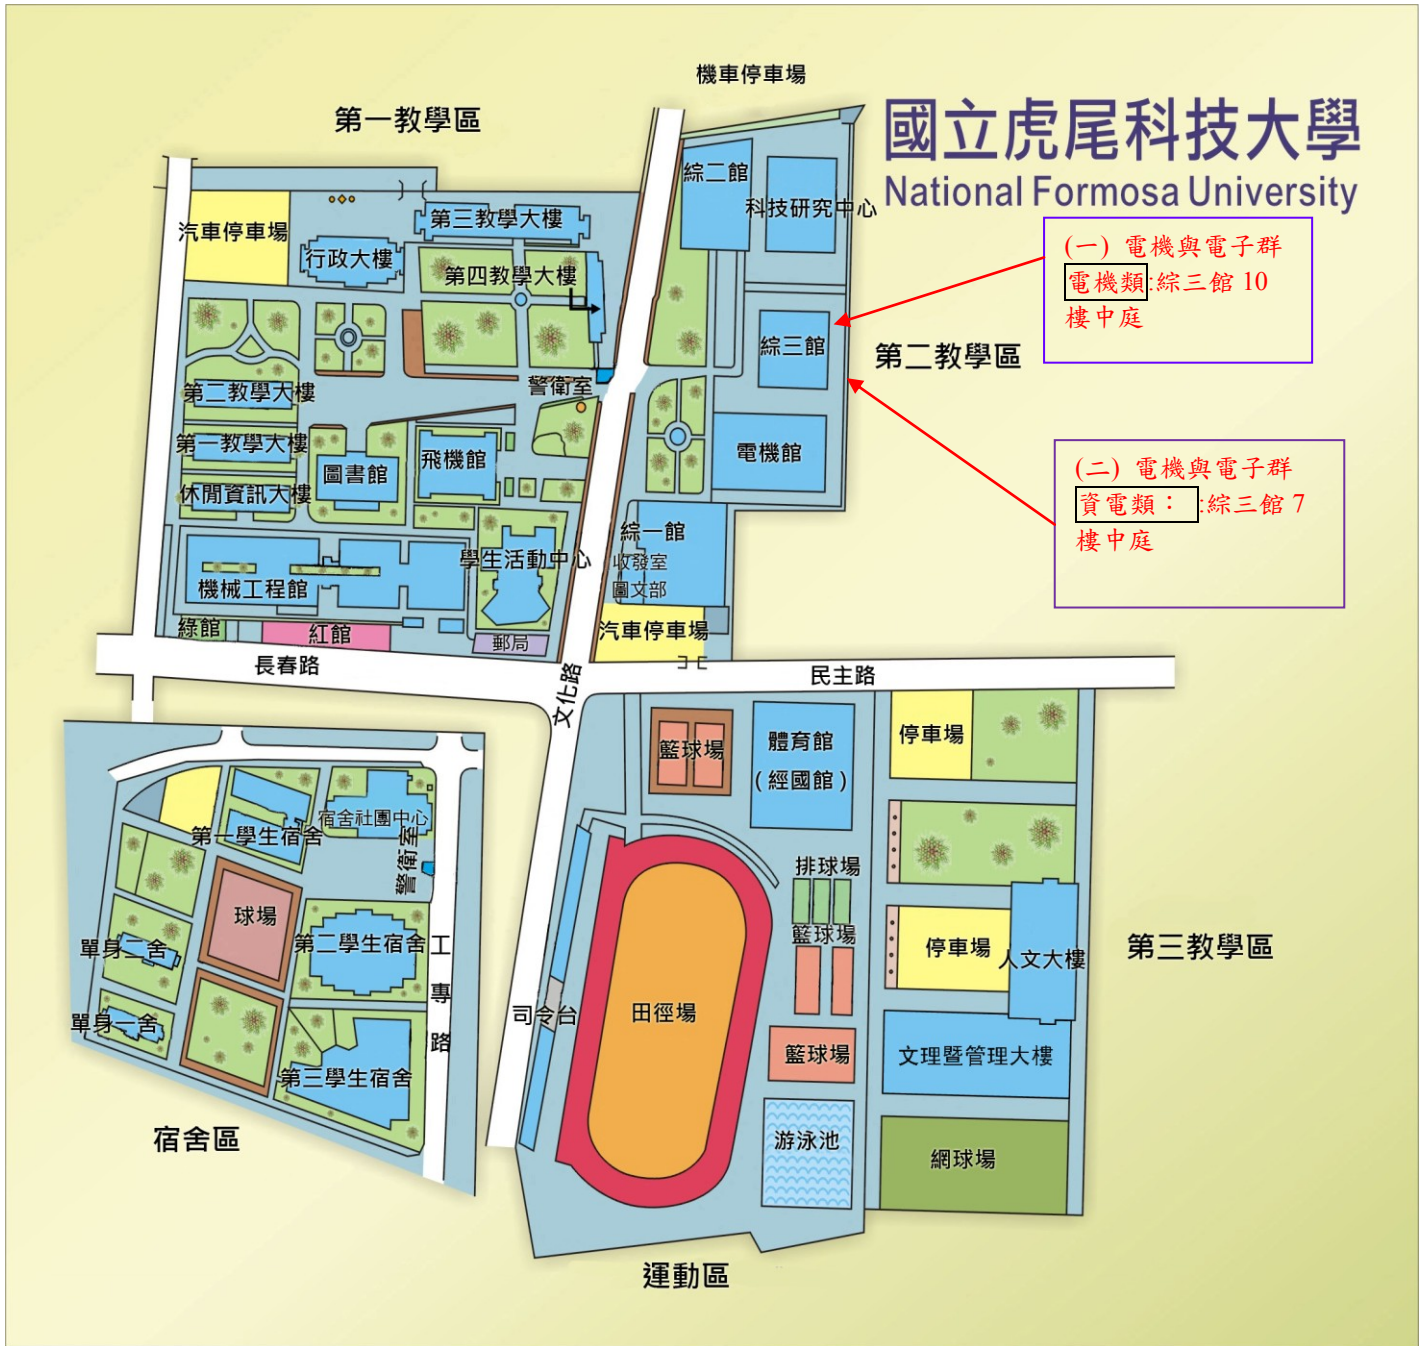 機車停車場
第一教學區
國立虎尾科技大學
National Formosa University
綜二館
科技研究中心
汽車停車場
第三教學大樓
行政大樓
第四教學大樓
(一) 電機與電子群
電機類:綜三館 10
樓中庭
綜三館
第二教學區
警衛室
第二教學大樓
第一教學大樓
圖書館
飛機館
電機館
休閒資訊大樓
(二) 電機與電子群
資電類： :綜三館 7
樓中庭
綜一館
收發室
圖文部
學生活動中心
機械工程館
綠館
紅館
郵局
汽車停車場
長春路
文化路
民主路
籃球場
體育館
(經國館)
停車場
宿舍社團中心
第一學生宿舍
警衛室
排球場
球場
籃球場
第二學生宿舍
工專路
單身二舍
停車場
人文大樓
第三教學區
單身一舍
司令台
田徑場
籃球場
文理暨管理大樓
第三學生宿舍
宿舍區
游泳池
網球場
運動區